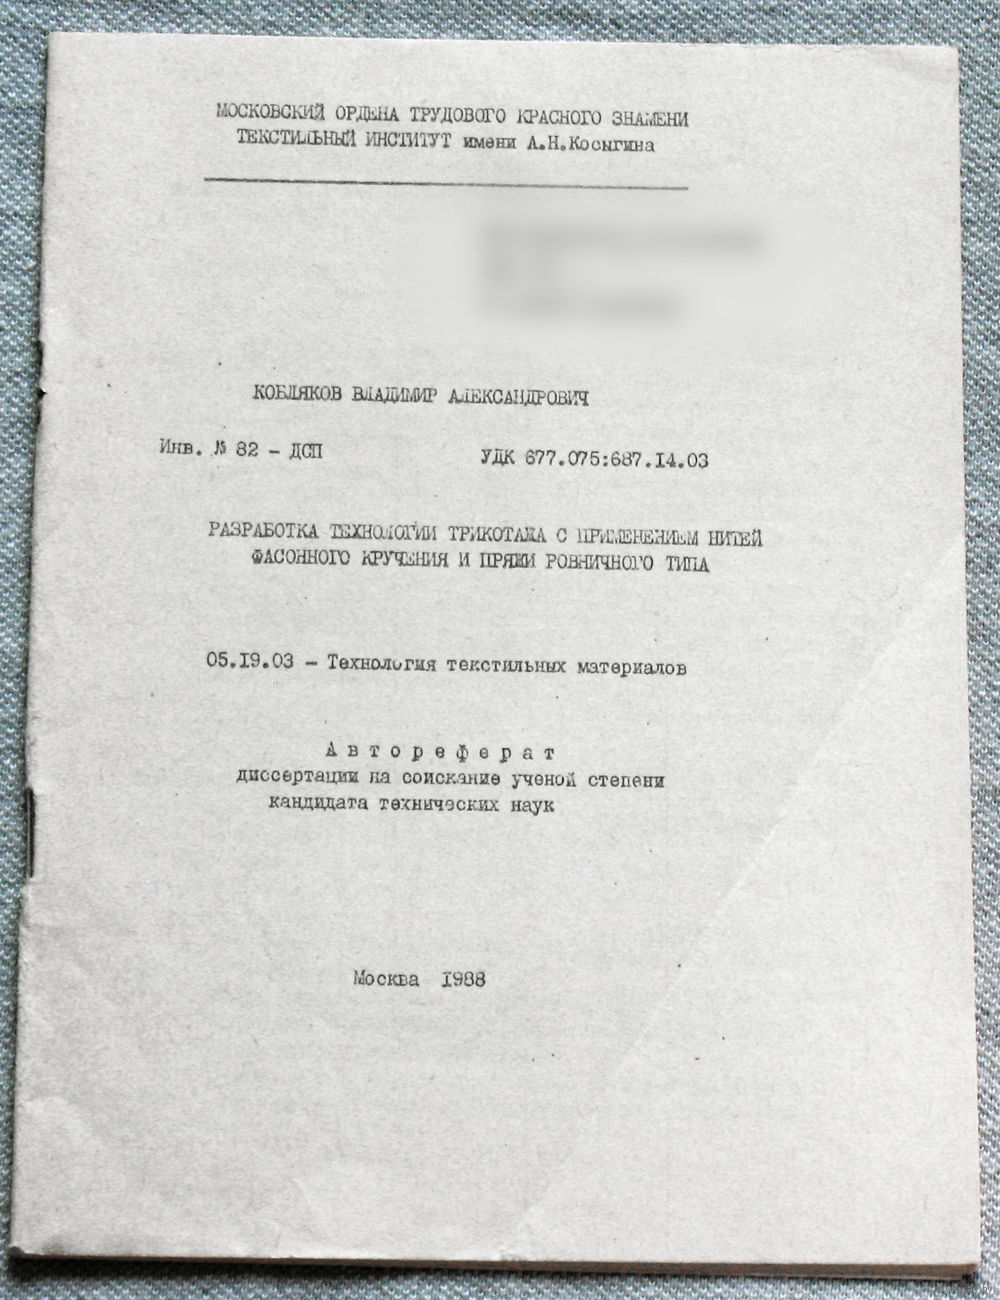 МОСКОВСКИЙ ОРДЕНА ТРУДОВОГО КРАСНОГО ЗНАМЕНИ
ТЕКСТИЛЬНЫЙ ИНСТИТУТ имени А.Н.Косыгина
КОБЛЯКОВ ВЛАДИМИР АЛЕКСАНДРОВИЧ
Инв. № 82 - ДСП УДК 677.075:687.14.03
РАЗРАБОТКА ТЕХНОЛОГИИ ТРИКОТАЖА С ПРИМЕНЕНИЕМ НИТЕЙ
ФАСОННОГО КРУЧЕНИЯ И ПРЯЖИ РОВНИЧНОГО ТИПА
05.19.03 - Технология текстильных материалов
А в т о р е ф е р а т
диссертации на соискание ученой степени
кандидата технических наук
Москва 1988